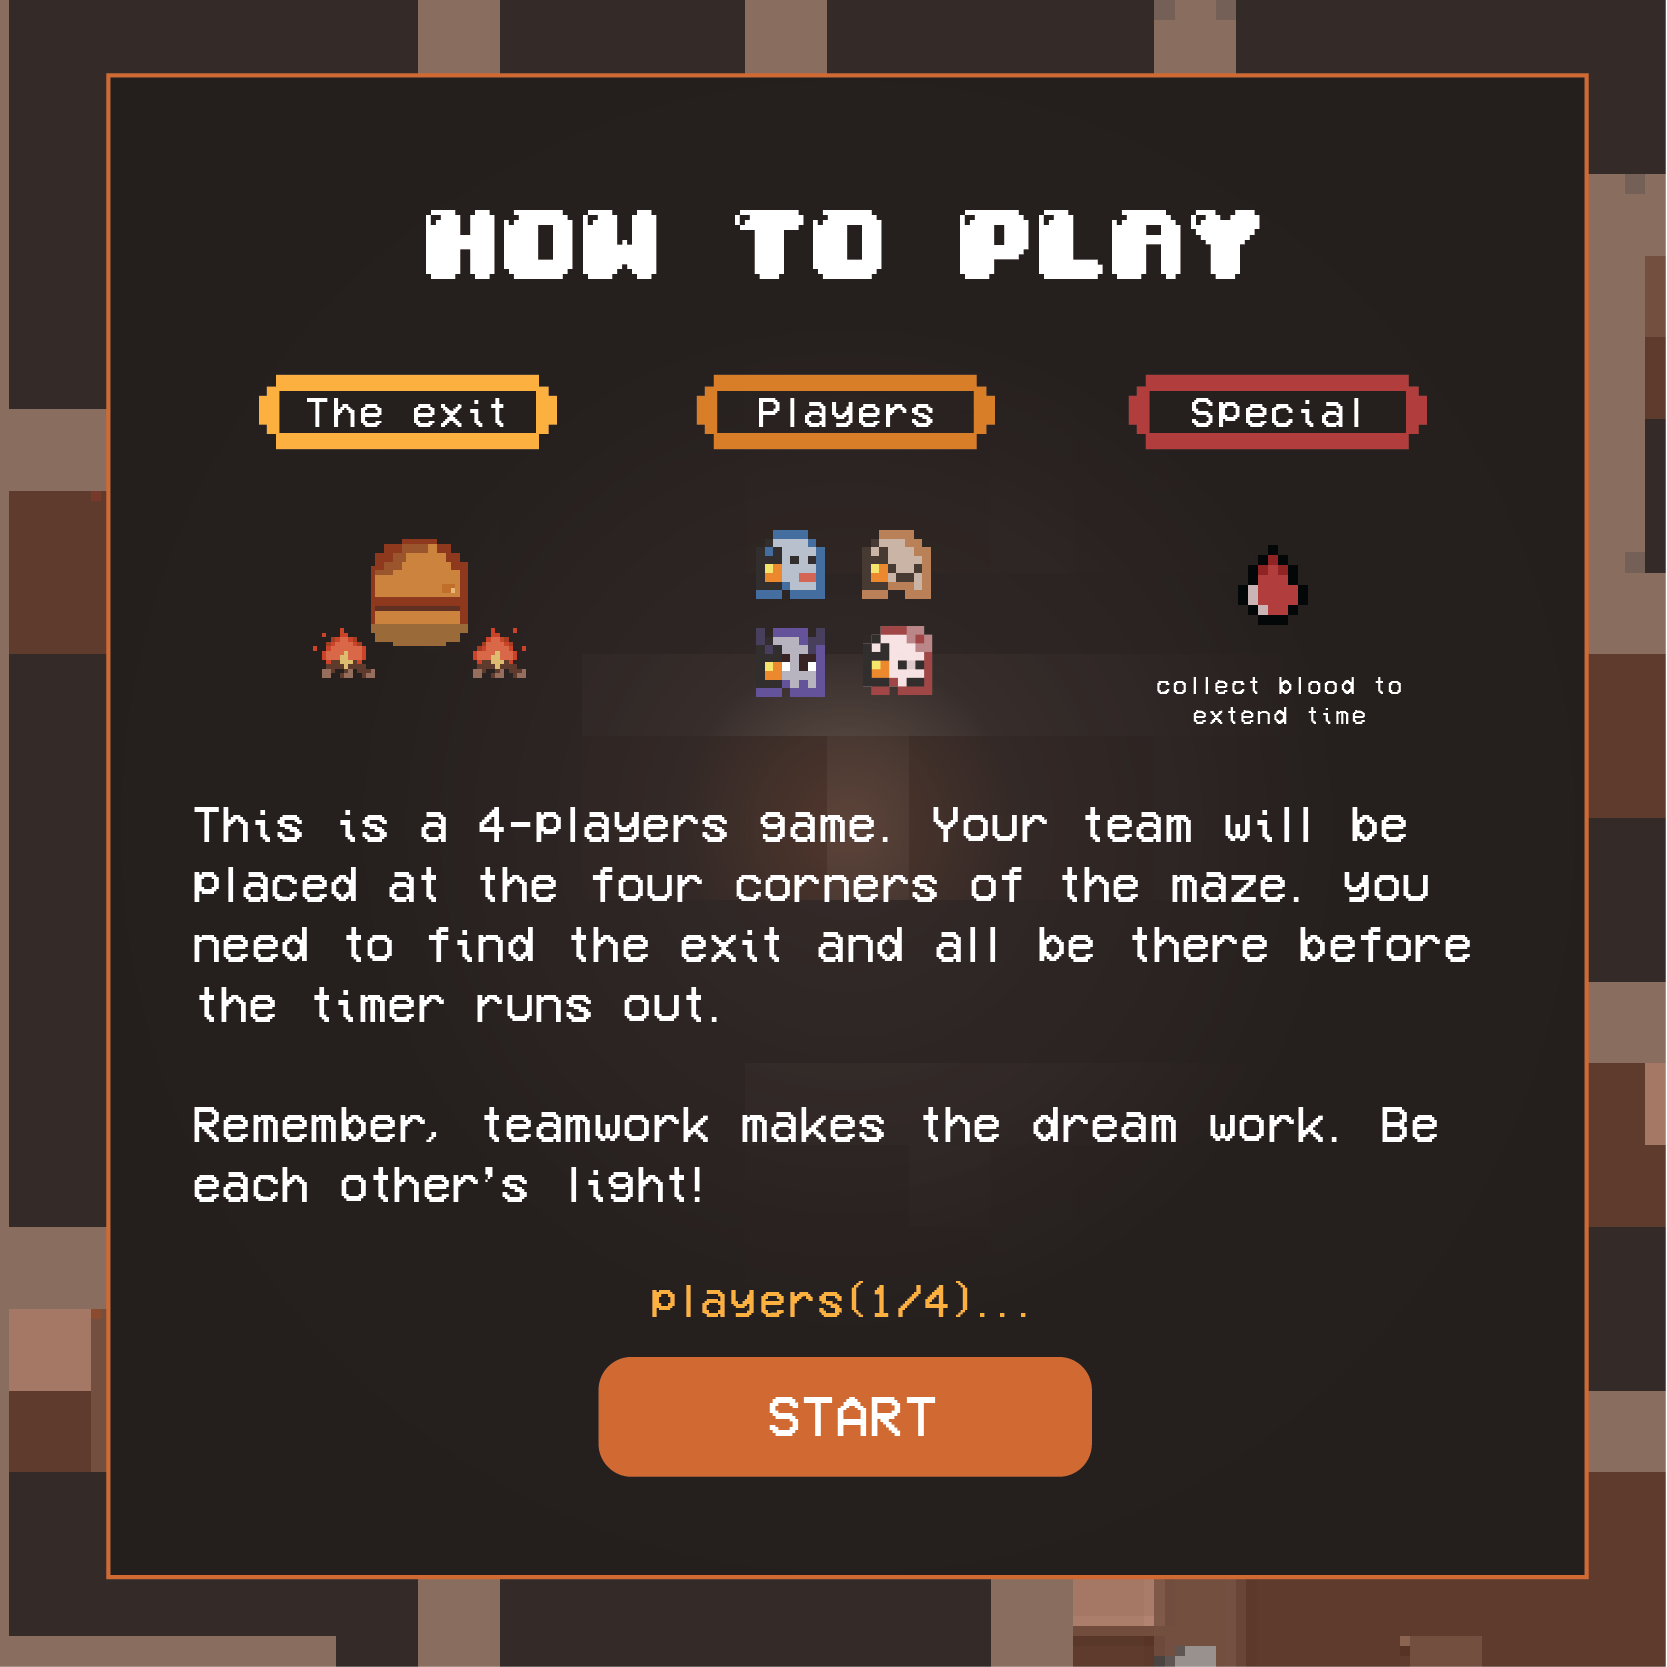 HOW TO PLAY
The exit
Players
Special
collect blood to
extend time
This is a 4-players game. Your team will be
placed at the four corners of the maze. you
need to find the exit and all be there before
the timer runs out.
Remember, teamwork makes the dream work. Be
each other's light!
players(1/4)...
START